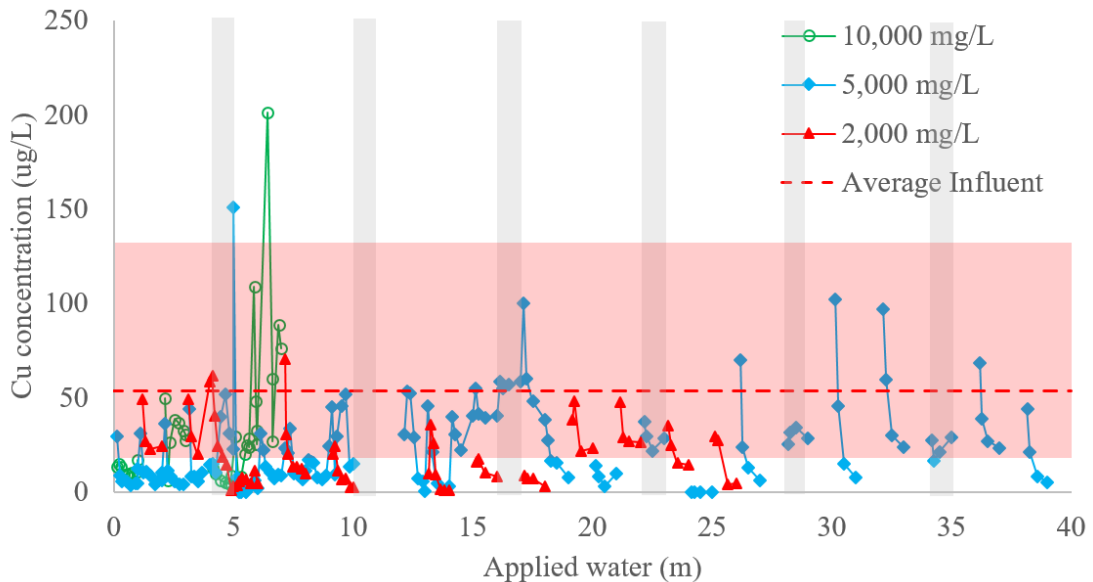 250
200
150
100
50
0
Cu concentration (ug/L)
10,000 mg/L
5,000 mg/L
2,000 mg/L
Average Influent
0 5 10 15 20 25 30 35 40
Applied water (m)